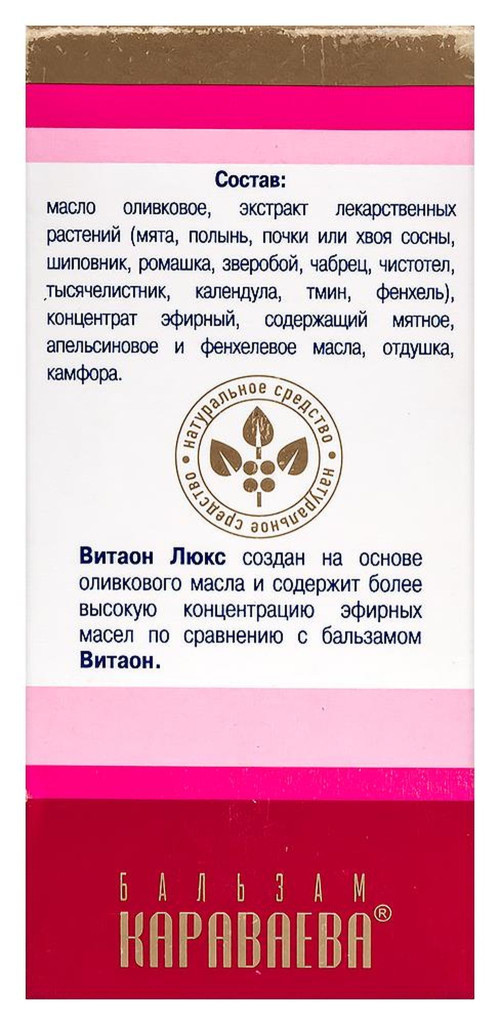 Состав:
масло оливковое, экстракт лекарственных
растений (мята, полынь, почки или хвоя сосны,
шиповник, ромашка, зверобой, чабрец, чистотел,
тысячелистник, календула, тмин, фенхель),
концентрат эфирный, содержащий мятное,
апельсиновое и фенхелевое масла, отдушка,
камфора.
натуральное средство • натуральное средство •
Витаон Люкс создан на основе
оливкового масла и содержит более
высокую концентрацию эфирных
масел по сравнению с бальзамом
Витаон.
БАЛЬЗАМ
КАРАВАЕВА®